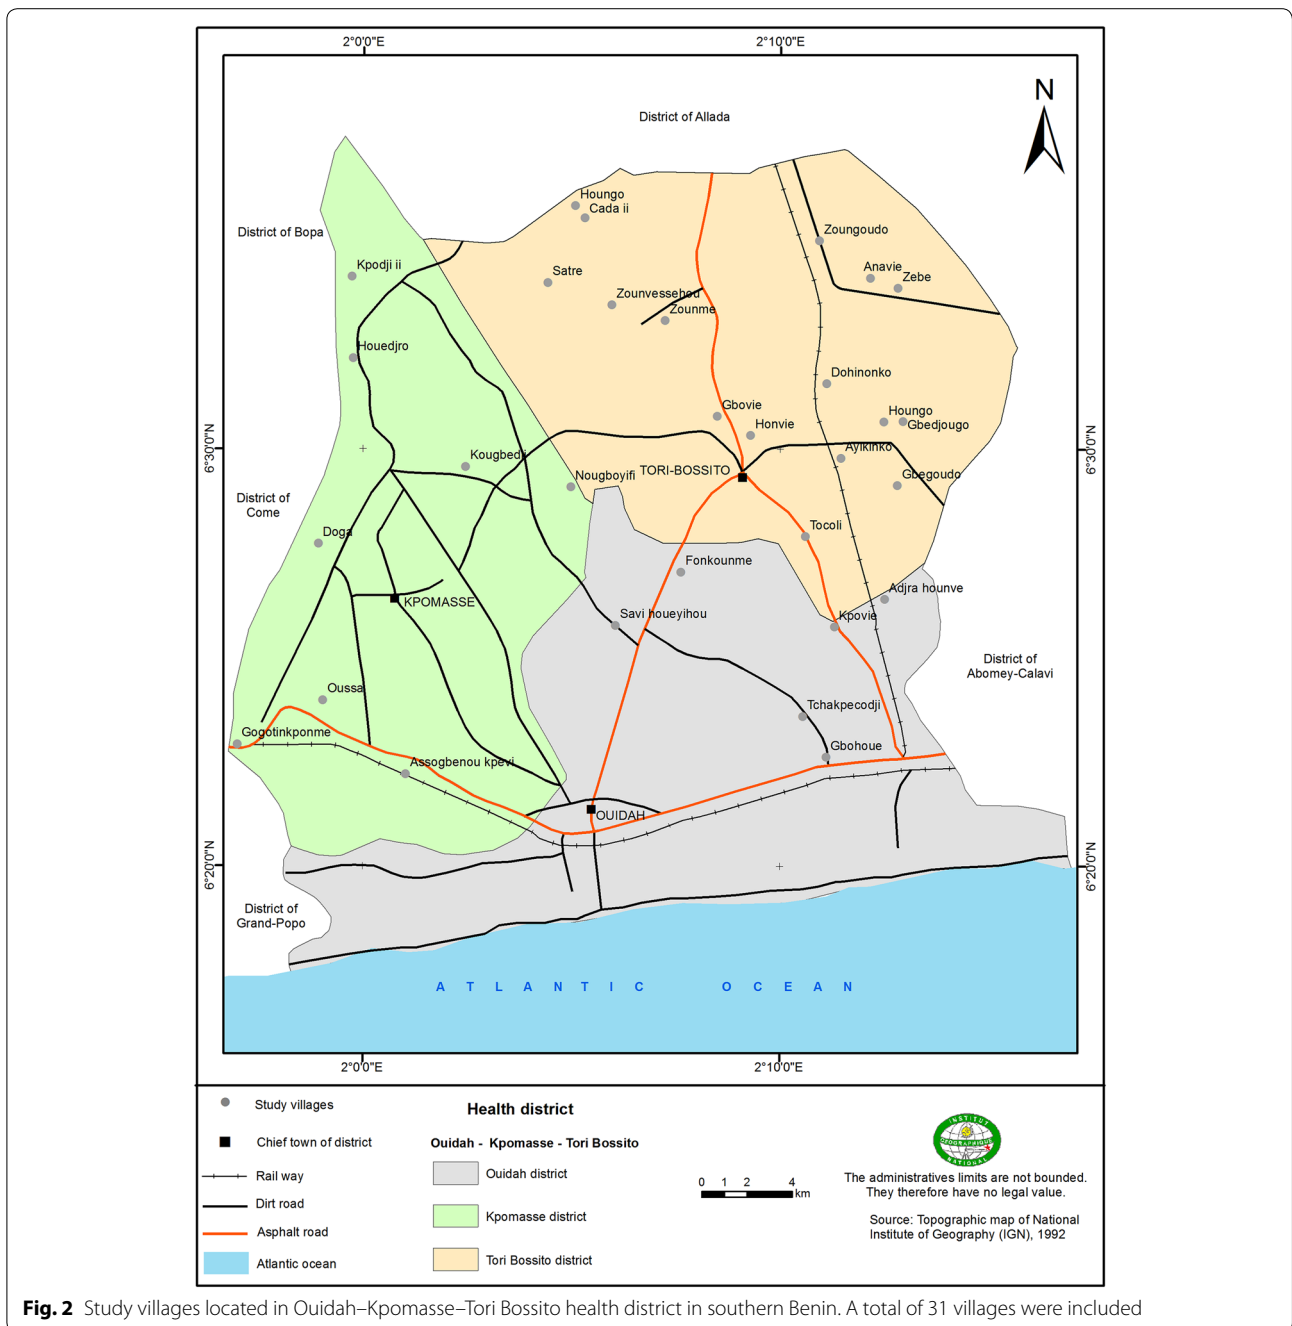 2°0'0"E
2°10'0"E
N
District of Allada
Houngo
Cada ii
District of Bopa
Zoungoudo
Kpodji ii
Satre
Anavie
Zebe
Zounvessehou
Zounme
Houedjro
Dohinonko
Gbovie
Houngo
Gbedjougo
Honvie
6°30'0"N
6°30'0"N
Ayikinko
Kougbedji
TORI-BOSSITO
Nougboyifi
Gbegoudo
District of
Come
Doga
Tocoli
Fonkounme
Adjra hounve
KPOMASSE
Savi houeyihou
Kpovie
District of
Abomey-Calavi
Oussa
Tchakpecodji
Gogotinkponme
Gbohoue
Assogbenou kpevi
OUIDAH
6°20'0"N
6°20'0"N
District of
Grand-Popo
ATLANTIC OCEAN
2°0'0"E
2°10'0"E
Study villages
Chief town of district
Rail way
Dirt road
Asphalt road
Atlantic ocean
Health district
Ouidah - Kpomasse - Tori Bossito
Ouidah district
Kpomasse district
Tori Bossito district
0 1 2 4
km
INSTITUT
GEOGRAPHIQUE
NATIONAL
The administratives limits are not bounded.
They therefore have no legal value.
Source: Topographic map of National
Institute of Geography (IGN), 1992
Fig. 2 Study villages located in Ouidah–Kpomasse–Tori Bossito health district in southern Benin. A total of 31 villages were included